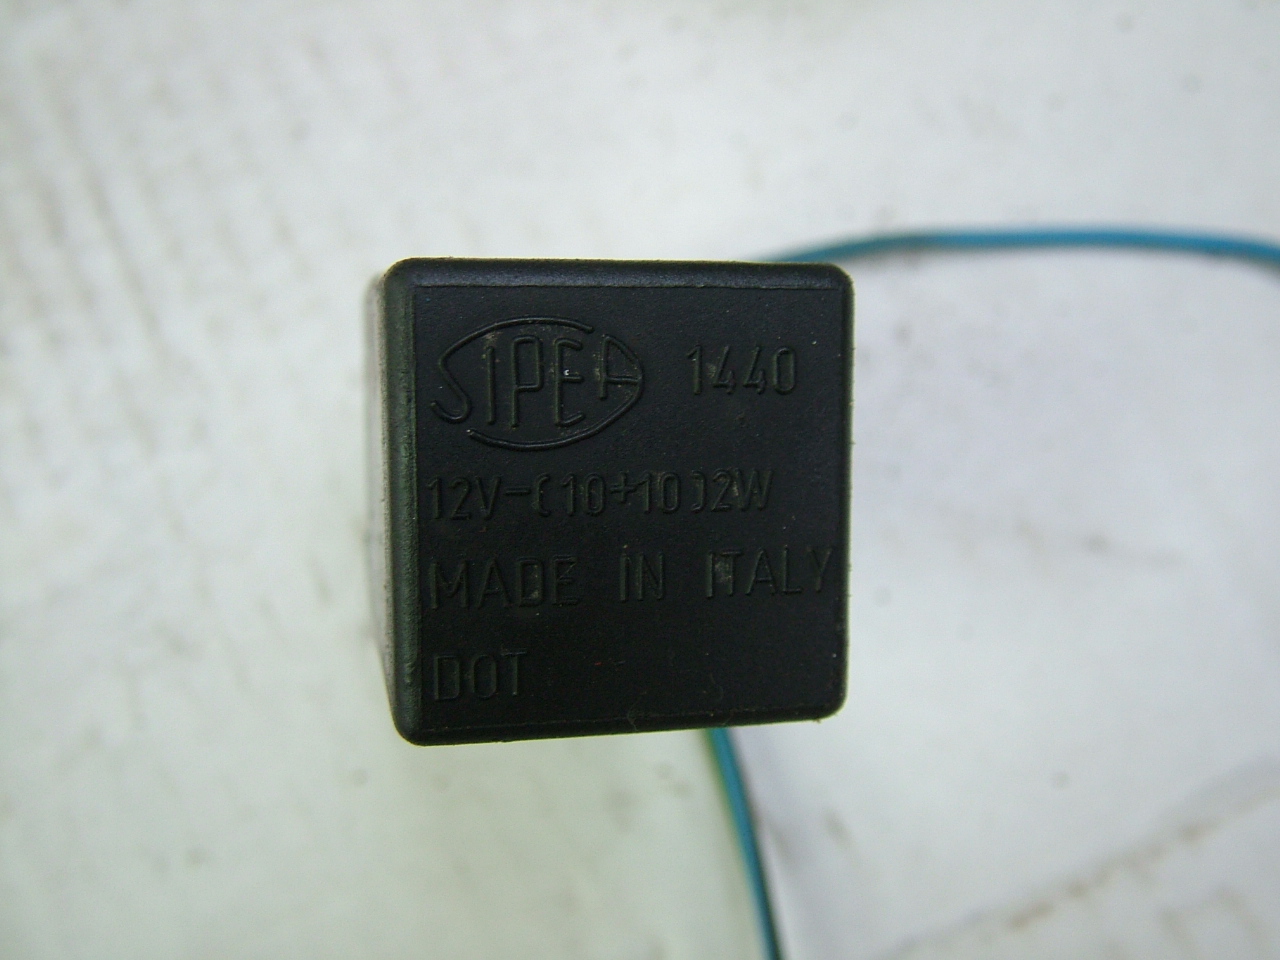 SIPEA 1440
12V-(10+10)2W
MADE IN ITALY
DOT